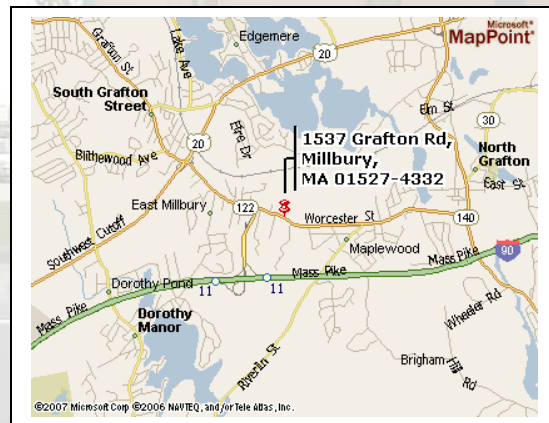 Microsoft®
MapPoint®
Grafton St
Lake Ave
Edgemere
20
South Grafton
Street
Elm St
30
20
Efre Dr
1537 Grafton Rd,
Millbury,
MA 01527-4332
North
Grafton
Blithewood Ave
East St
East Millbury
122
Worcester St
140
Southwest Cutoff
Maplewood
Mass Pike
90
Dorothy Pond
Mass Pike
11
11
Mass Pike
Dorothy
Manor
Wheeler Rd
Riverlin St
Brigham Hill Rd
©2007 Microsoft Corp ©2006 NAVTEQ, and/or Tele Atlas, Inc.